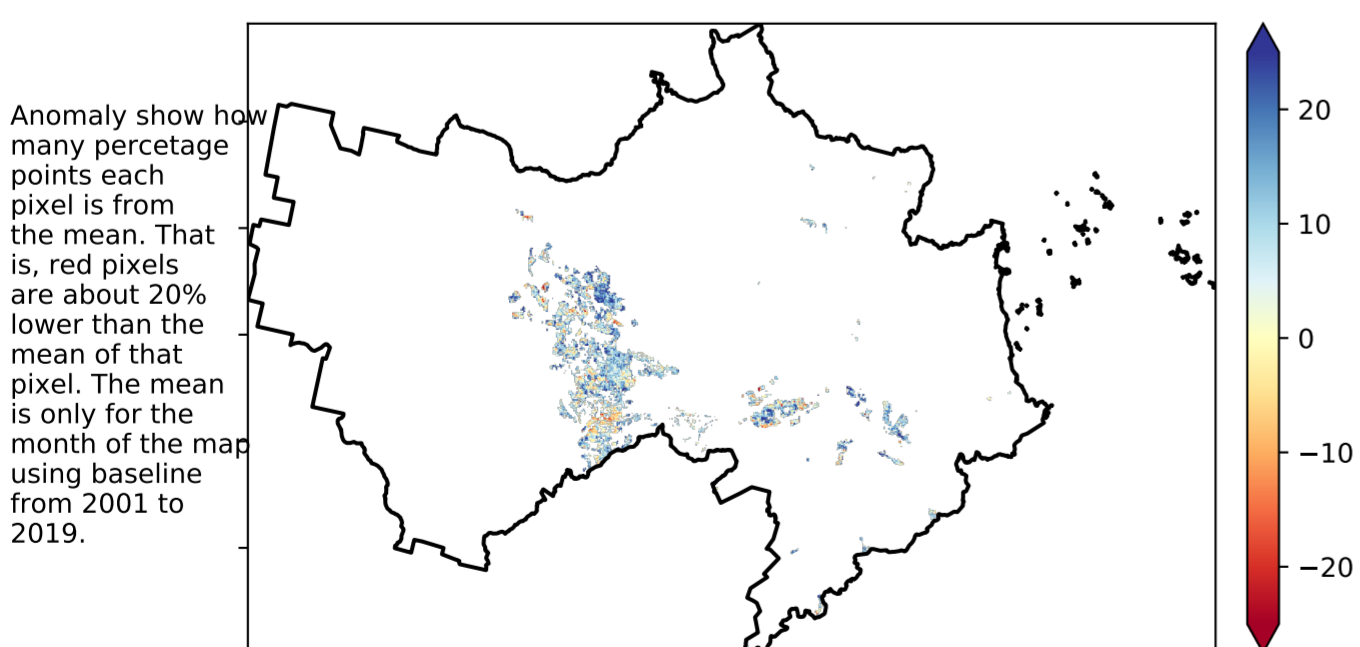 Anomaly show how
many percetage
points each
pixel is from
the mean. That
is, red pixels
are about 20%
lower than the
mean of that
pixel. The mean
is only for the
month of the map
using baseline
from 2001 to
2019.
20
10
0
−10
−20